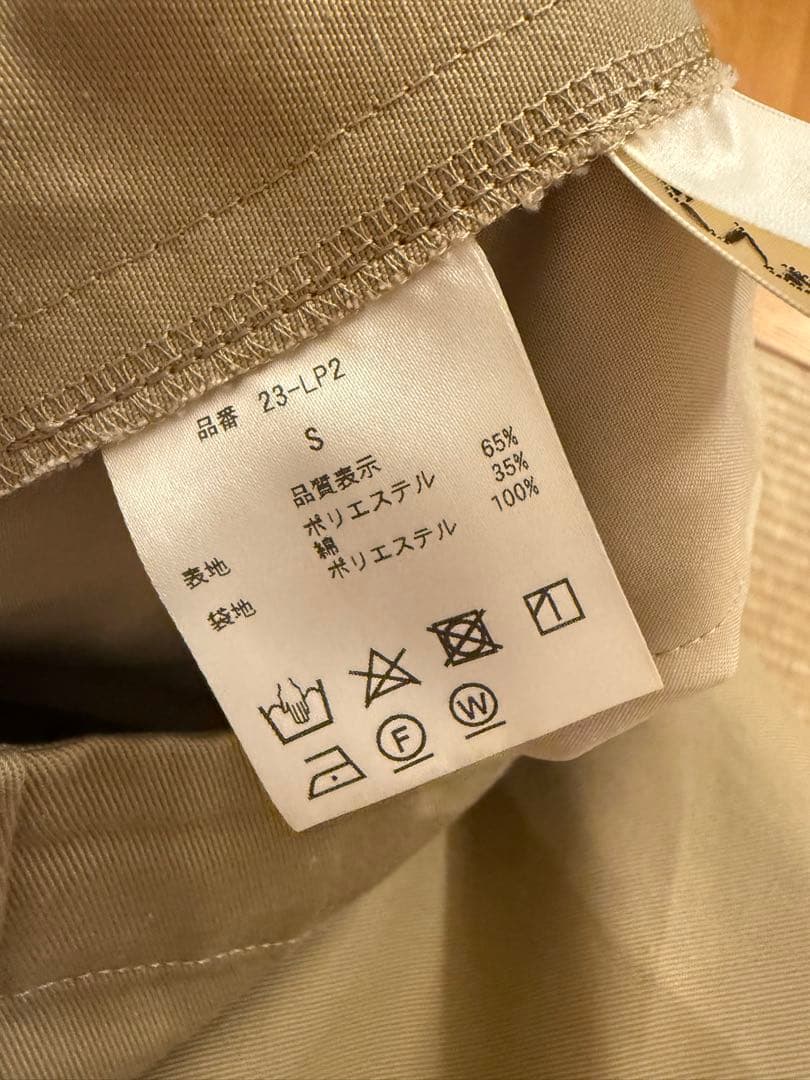 品番 23-LP2
S
品質表示
表地 ポリエステル 65%
綿 35%
袋地 ポリエステル 100%
F
W